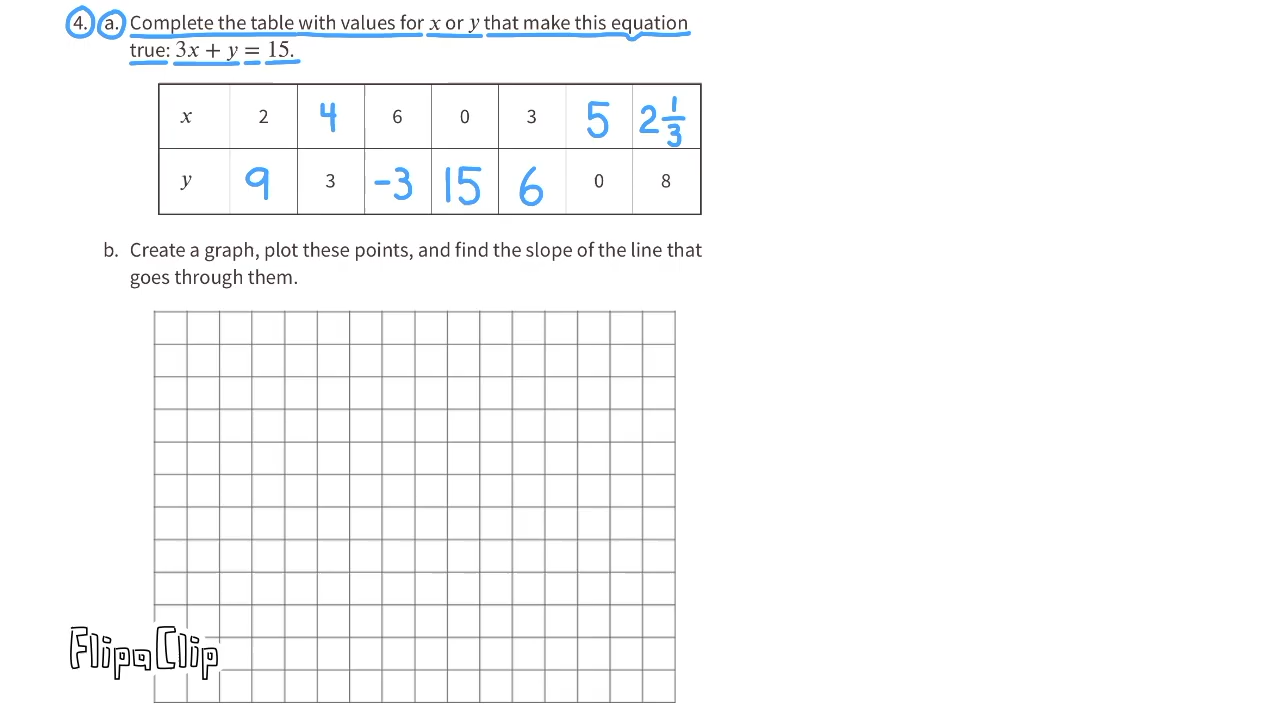 4. a. Complete the table with values for x or y that make this equation
true: 3x + y = 15.
x 2 4 6 0 3 5 2 1/3
y 9 3 -3 15 6 0 8
b. Create a graph, plot these points, and find the slope of the line that
goes through them.
FlipaClip